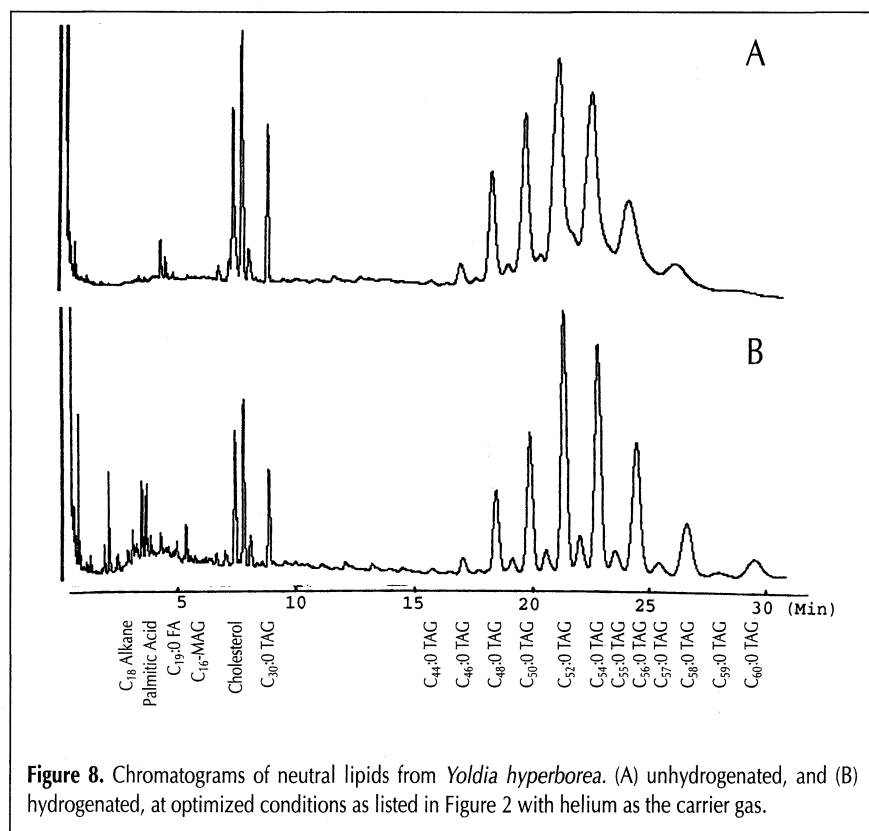 A
B
5 10 15 20 25 30 (Min)
C₁₈ Alkane
Palmitic Acid
C₁₉:0 FA
C₁₆-MAG
Cholesterol
C₃₀:0 TAG
C₄₄:0 TAG
C₄₆:0 TAG
C₄₈:0 TAG
C₅₀:0 TAG
C₅₂:0 TAG
C₅₄:0 TAG
C₅₅:0 TAG
C₅₆:0 TAG
C₅₇:0 TAG
C₅₈:0 TAG
C₅₉:0 TAG
C₆₀:0 TAG
Figure 8. Chromatograms of neutral lipids from Yoldia hyperborea. (A) unhydrogenated, and (B)
hydrogenated, at optimized conditions as listed in Figure 2 with helium as the carrier gas.